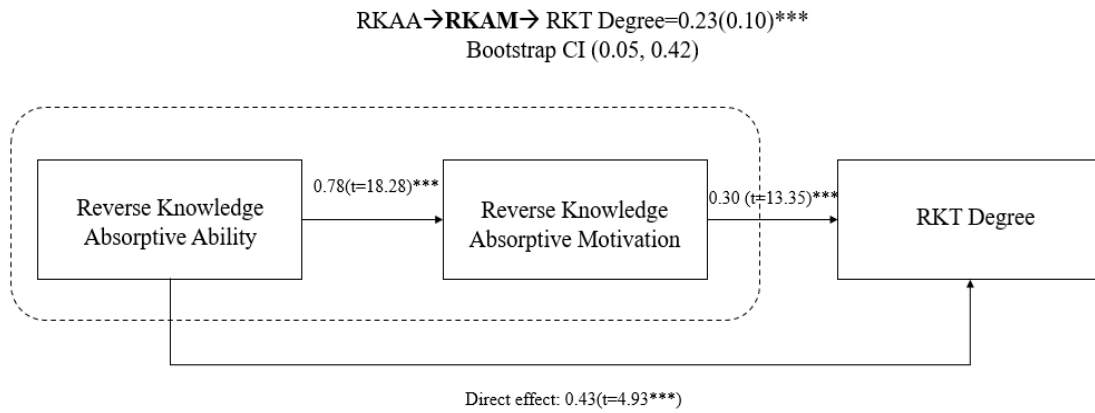 RKAA→RKAM→ RKT Degree=0.23(0.10)***
Bootstrap CI (0.05, 0.42)
0.78(t=18.28)***
0.30 (t=13.35)***
Reverse Knowledge
Absorptive Ability
Reverse Knowledge
Absorptive Motivation
RKT Degree
Direct effect: 0.43(t=4.93***)